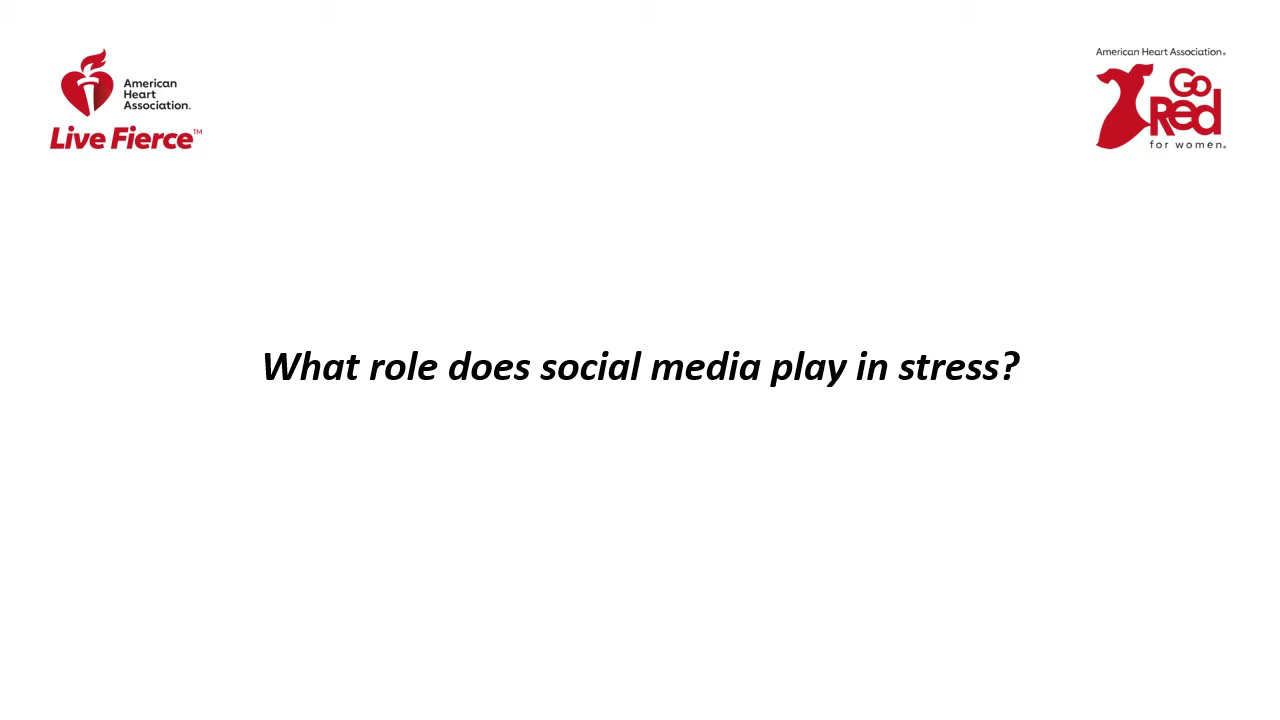 American
Heart
Association.
Live Fierce™
American Heart Association®
Go
Red
for women®
What role does social media play in stress?